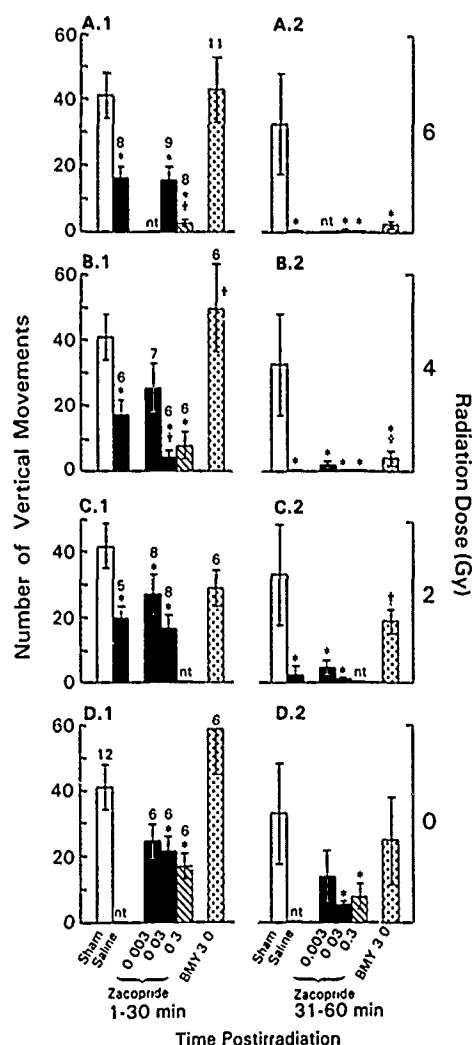 A.1 A.2
60
11
40
9
8
*
*
8
*
‡
20
nt
nt
* * * *
0
6
B.1 B.2
60
6
†
40
7
6
*
6
*
†
6
*
20
* * * *
*
‡
0
4
C.1 C.2
40
5
*
8
*
8
*
6
†
20
nt
* * *
nt
0
2
D.1 D.2
60
6
12
40
6
6
*
6
*
20
nt
nt
* *
0
0
Number of Vertical Movements
Radiation Dose (Gy)
Sham Saline 0 003 0 03 0.3 BMY 3 0
Sham Saline 0.003 0 03 0.3 BMY 3 0
Zacopride Zacopride
1-30 min 31-60 min
Time Postirradiation